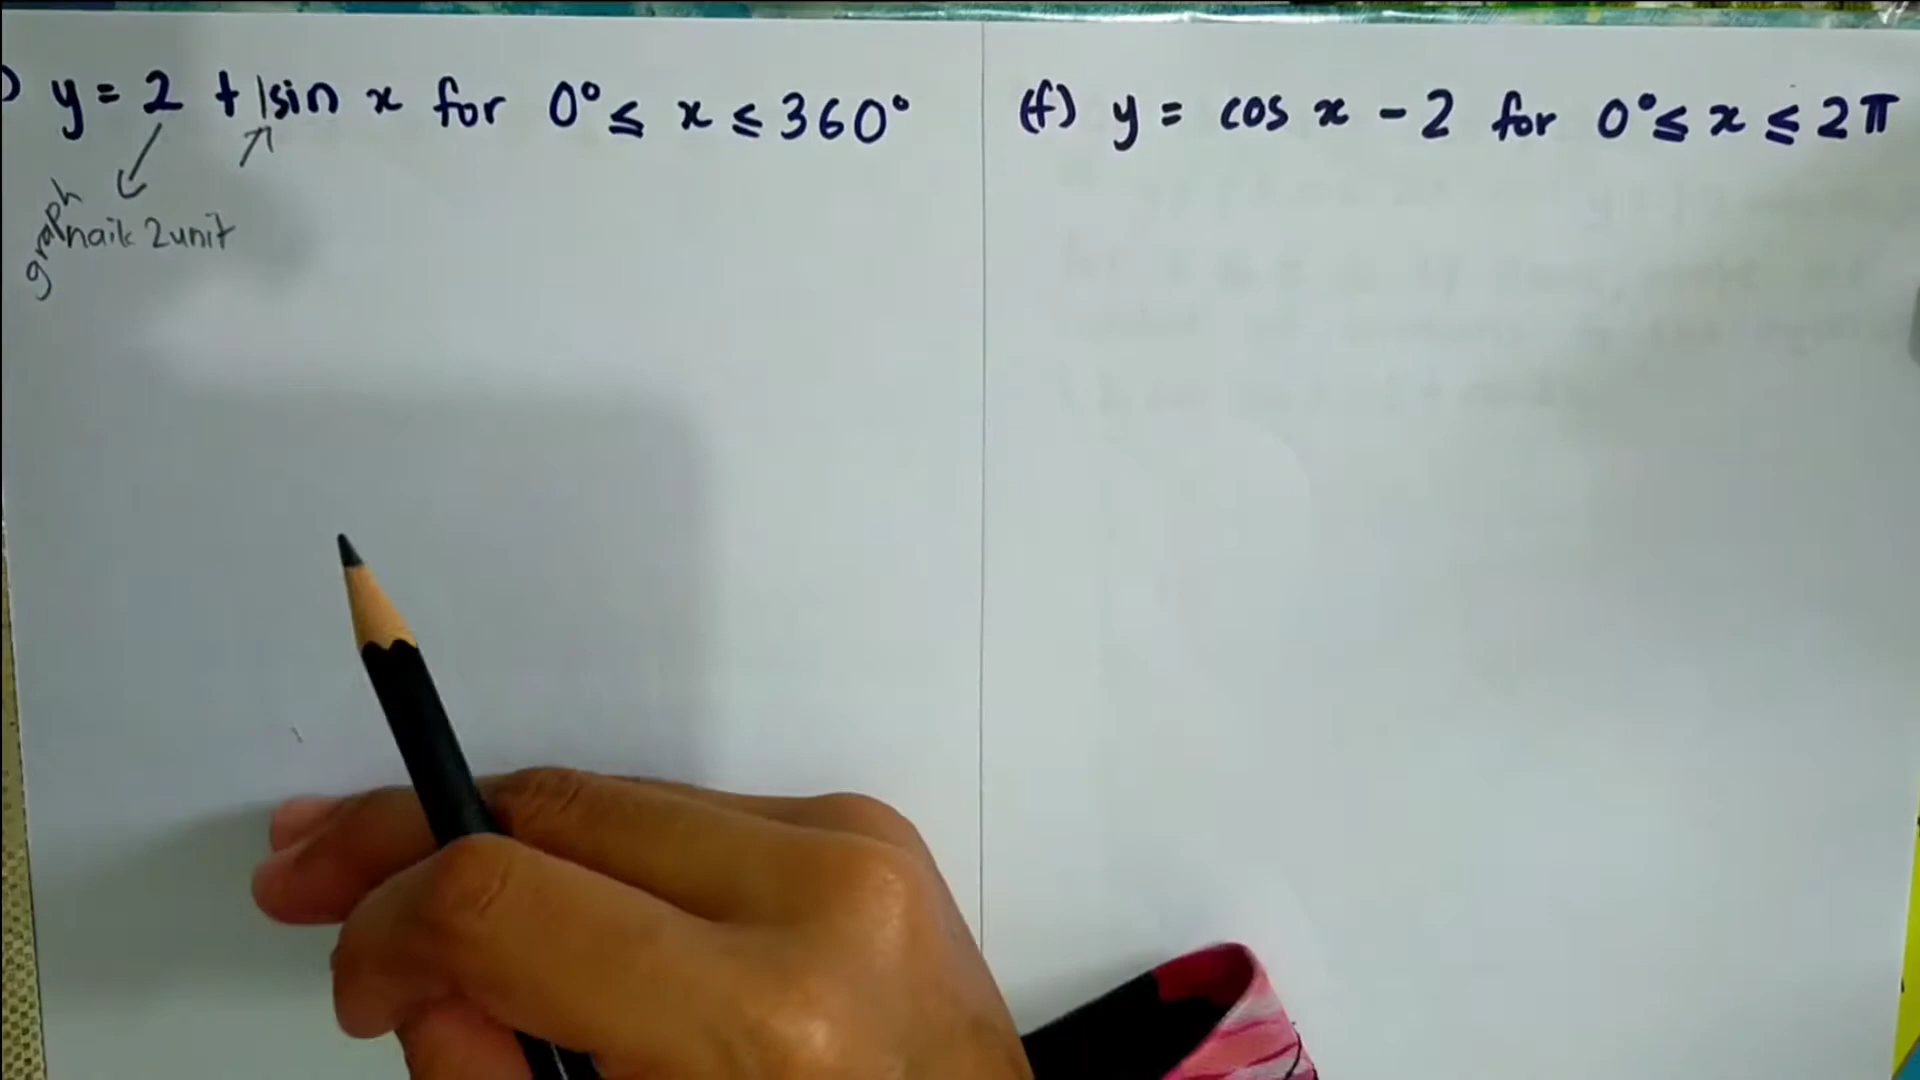 ) y = 2 + 1sin x for 0° ≤ x ≤ 360°
graph naik 2unit
(f) y = cos x - 2 for 0° ≤ x ≤ 2π